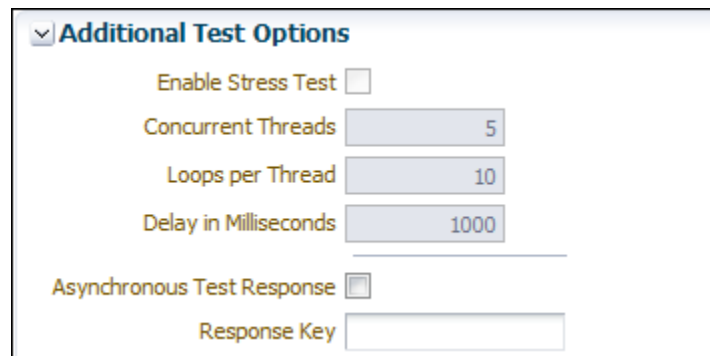 Additional Test Options
Enable Stress Test
Concurrent Threads 5
Loops per Thread 10
Delay in Milliseconds 1000
Asynchronous Test Response
Response Key